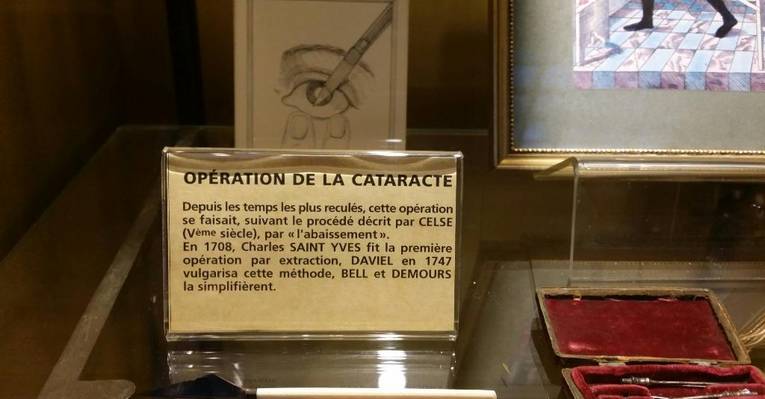 OPÉRATION DE LA CATARACTE
Depuis les temps les plus reculés, cette opération
se faisait, suivant le procédé décrit par CELSE
(Vème siècle), par «l'abaissement».
En 1708, Charles SAINT YVES fit la première
opération par extraction, DAVIEL en 1747
vulgarisa cette méthode, BELL et DEMOURS
la simplifièrent.